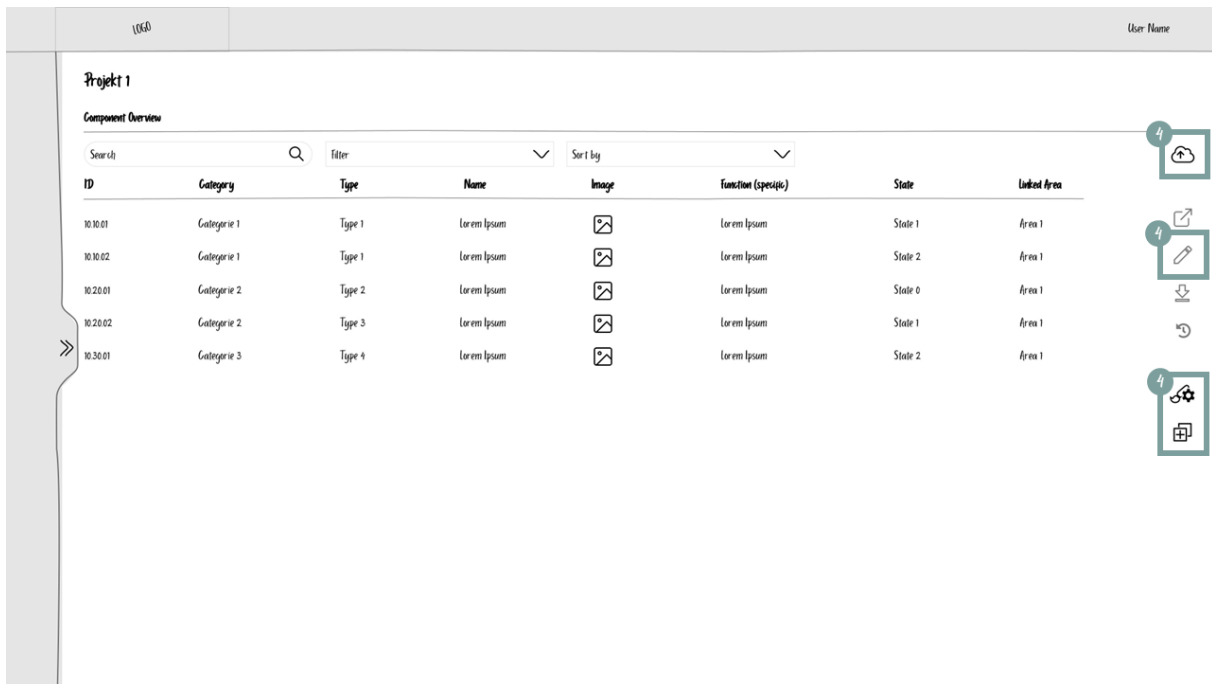 LOGO
User Name
Projekt 1
Component Overview
Search Filter Sort by
4
ID Category Type Name Image Function (specific) State Linked Area
10.10.01 Categorie 1 Type 1 Lorem Ipsum Lorem Ipsum State 1 Area 1
4
10.10.02 Categorie 1 Type 1 Lorem Ipsum Lorem Ipsum State 2 Area 1
10.20.01 Categorie 2 Type 2 Lorem Ipsum Lorem Ipsum State 0 Area 1
10.20.02 Categorie 2 Type 3 Lorem Ipsum Lorem Ipsum State 1 Area 1
10.30.01 Categorie 3 Type 4 Lorem Ipsum Lorem Ipsum State 2 Area 1
4